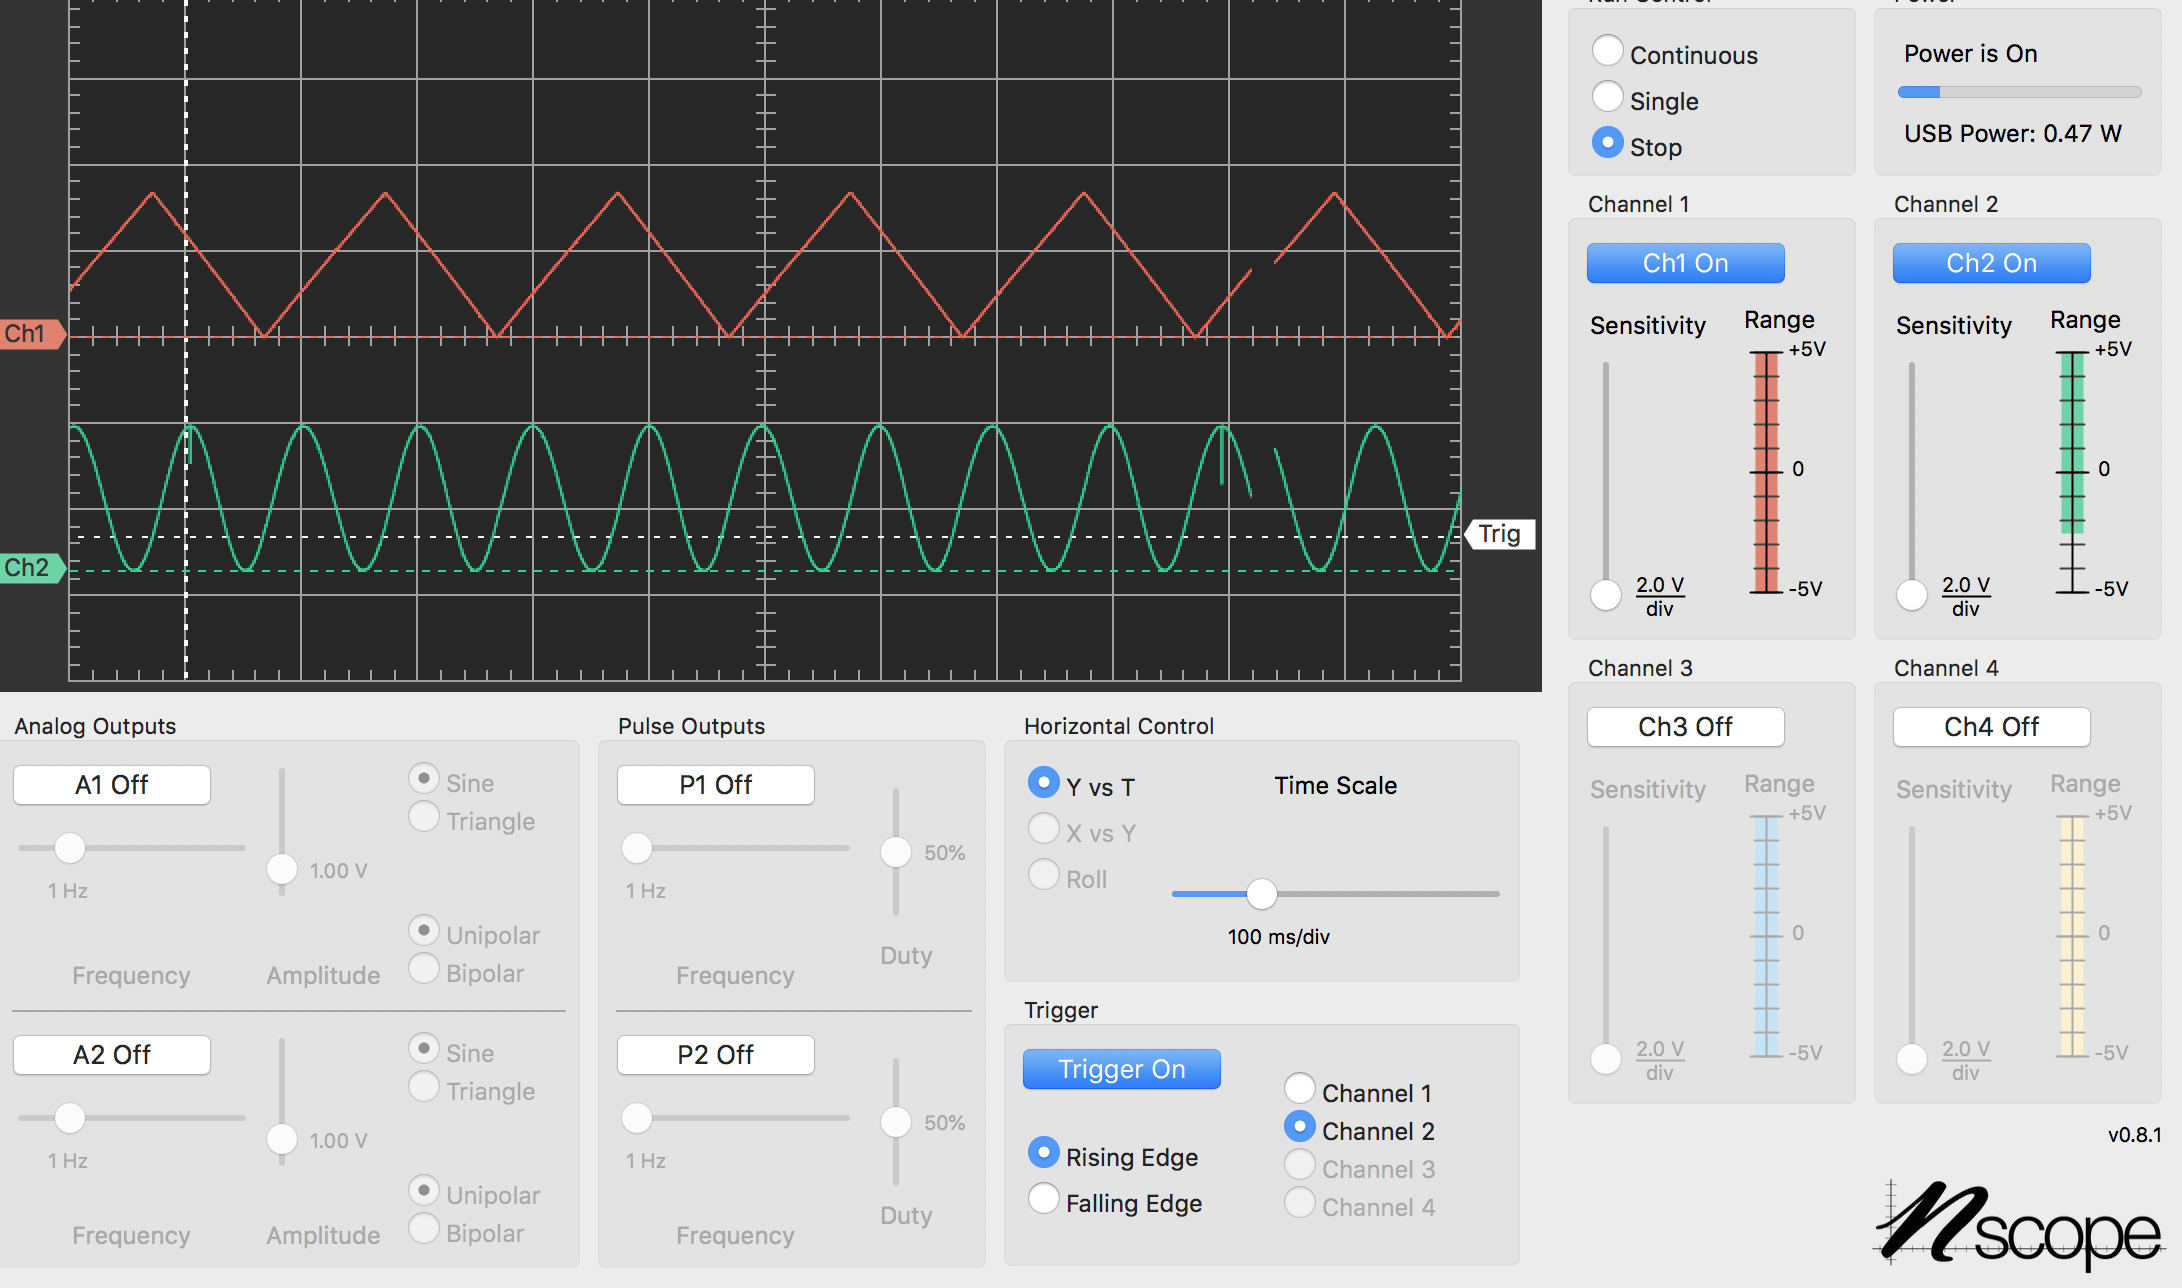 Run Control
Power
Continuous
Single
Stop
Power is On
USB Power: 0.47 W
Ch1
Ch2
Trig
Channel 1
Ch1 On
Sensitivity
Range
+5V
0
-5V
2.0 V
div
Channel 2
Ch2 On
Sensitivity
Range
+5V
0
-5V
2.0 V
div
Channel 3
Ch3 Off
Sensitivity
Range
+5V
0
-5V
2.0 V
div
Channel 4
Ch4 Off
Sensitivity
Range
+5V
0
-5V
2.0 V
div
Analog Outputs
A1 Off
1 Hz
Frequency
1.00 V
Amplitude
Sine
Triangle
Unipolar
Bipolar
A2 Off
1 Hz
Frequency
1.00 V
Amplitude
Sine
Triangle
Unipolar
Bipolar
Pulse Outputs
P1 Off
1 Hz
Frequency
50%
Duty
P2 Off
1 Hz
Frequency
50%
Duty
Horizontal Control
Y vs T
X vs Y
Roll
Time Scale
100 ms/div
Trigger
Trigger On
Rising Edge
Falling Edge
Channel 1
Channel 2
Channel 3
Channel 4
v0.8.1
nscope